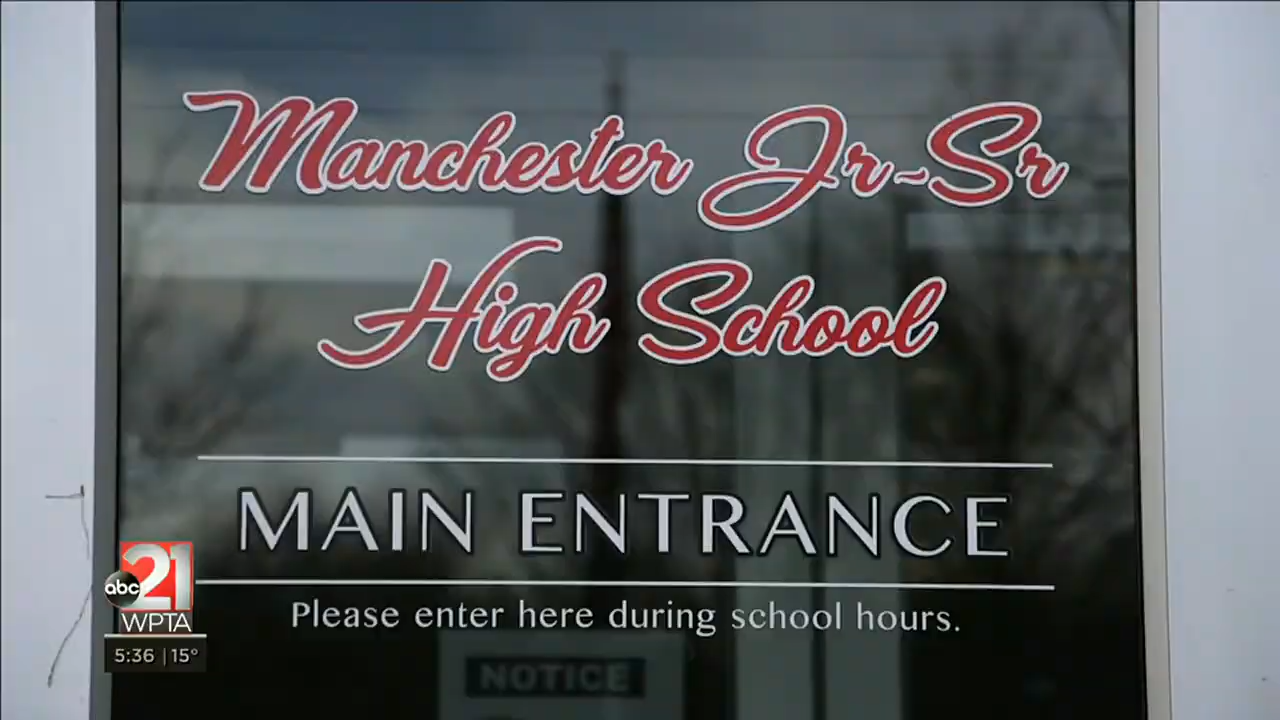 Manchester Jr-Sr
High School
MAIN ENTRANCE
Please enter here during school hours.
NOTICE
abc 21
WPTA
5:36 | 15°